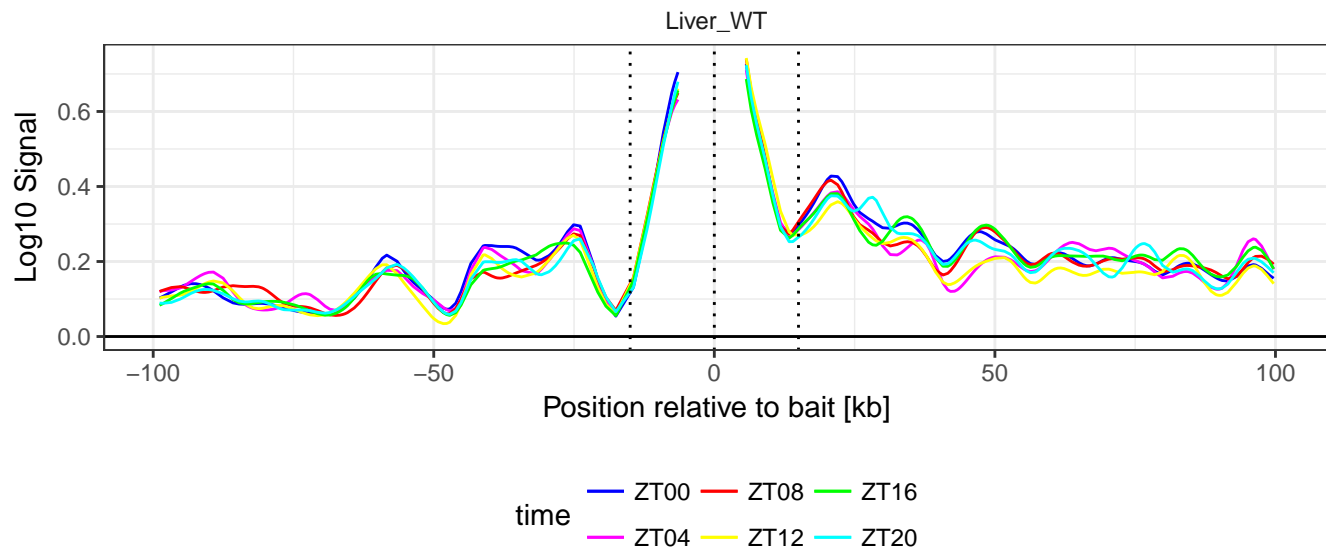 Liver_WT
Log10 Signal
0.6
0.4
0.2
0.0
−100 −50 0 50 100
Position relative to bait [kb]
time
ZT00 ZT08 ZT16
ZT04 ZT12 ZT20